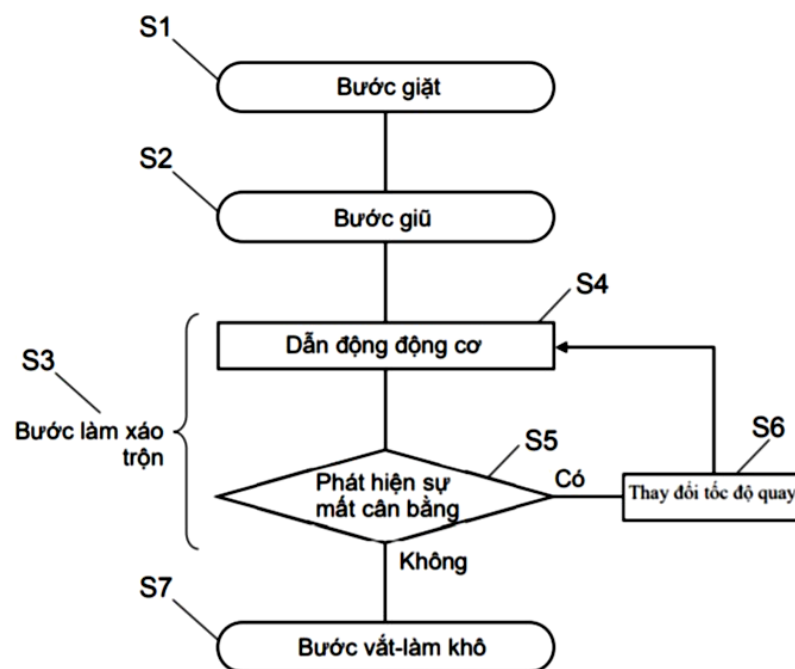 S1
Bước giặt
S2
Bước giũ
S4
Dẫn động động cơ
S3
Bước làm xáo
trộn
S5
Phát hiện sự
mất cân bằng
Có
S6
Thay đổi tốc độ quay
Không
S7
Bước vắt-làm khô